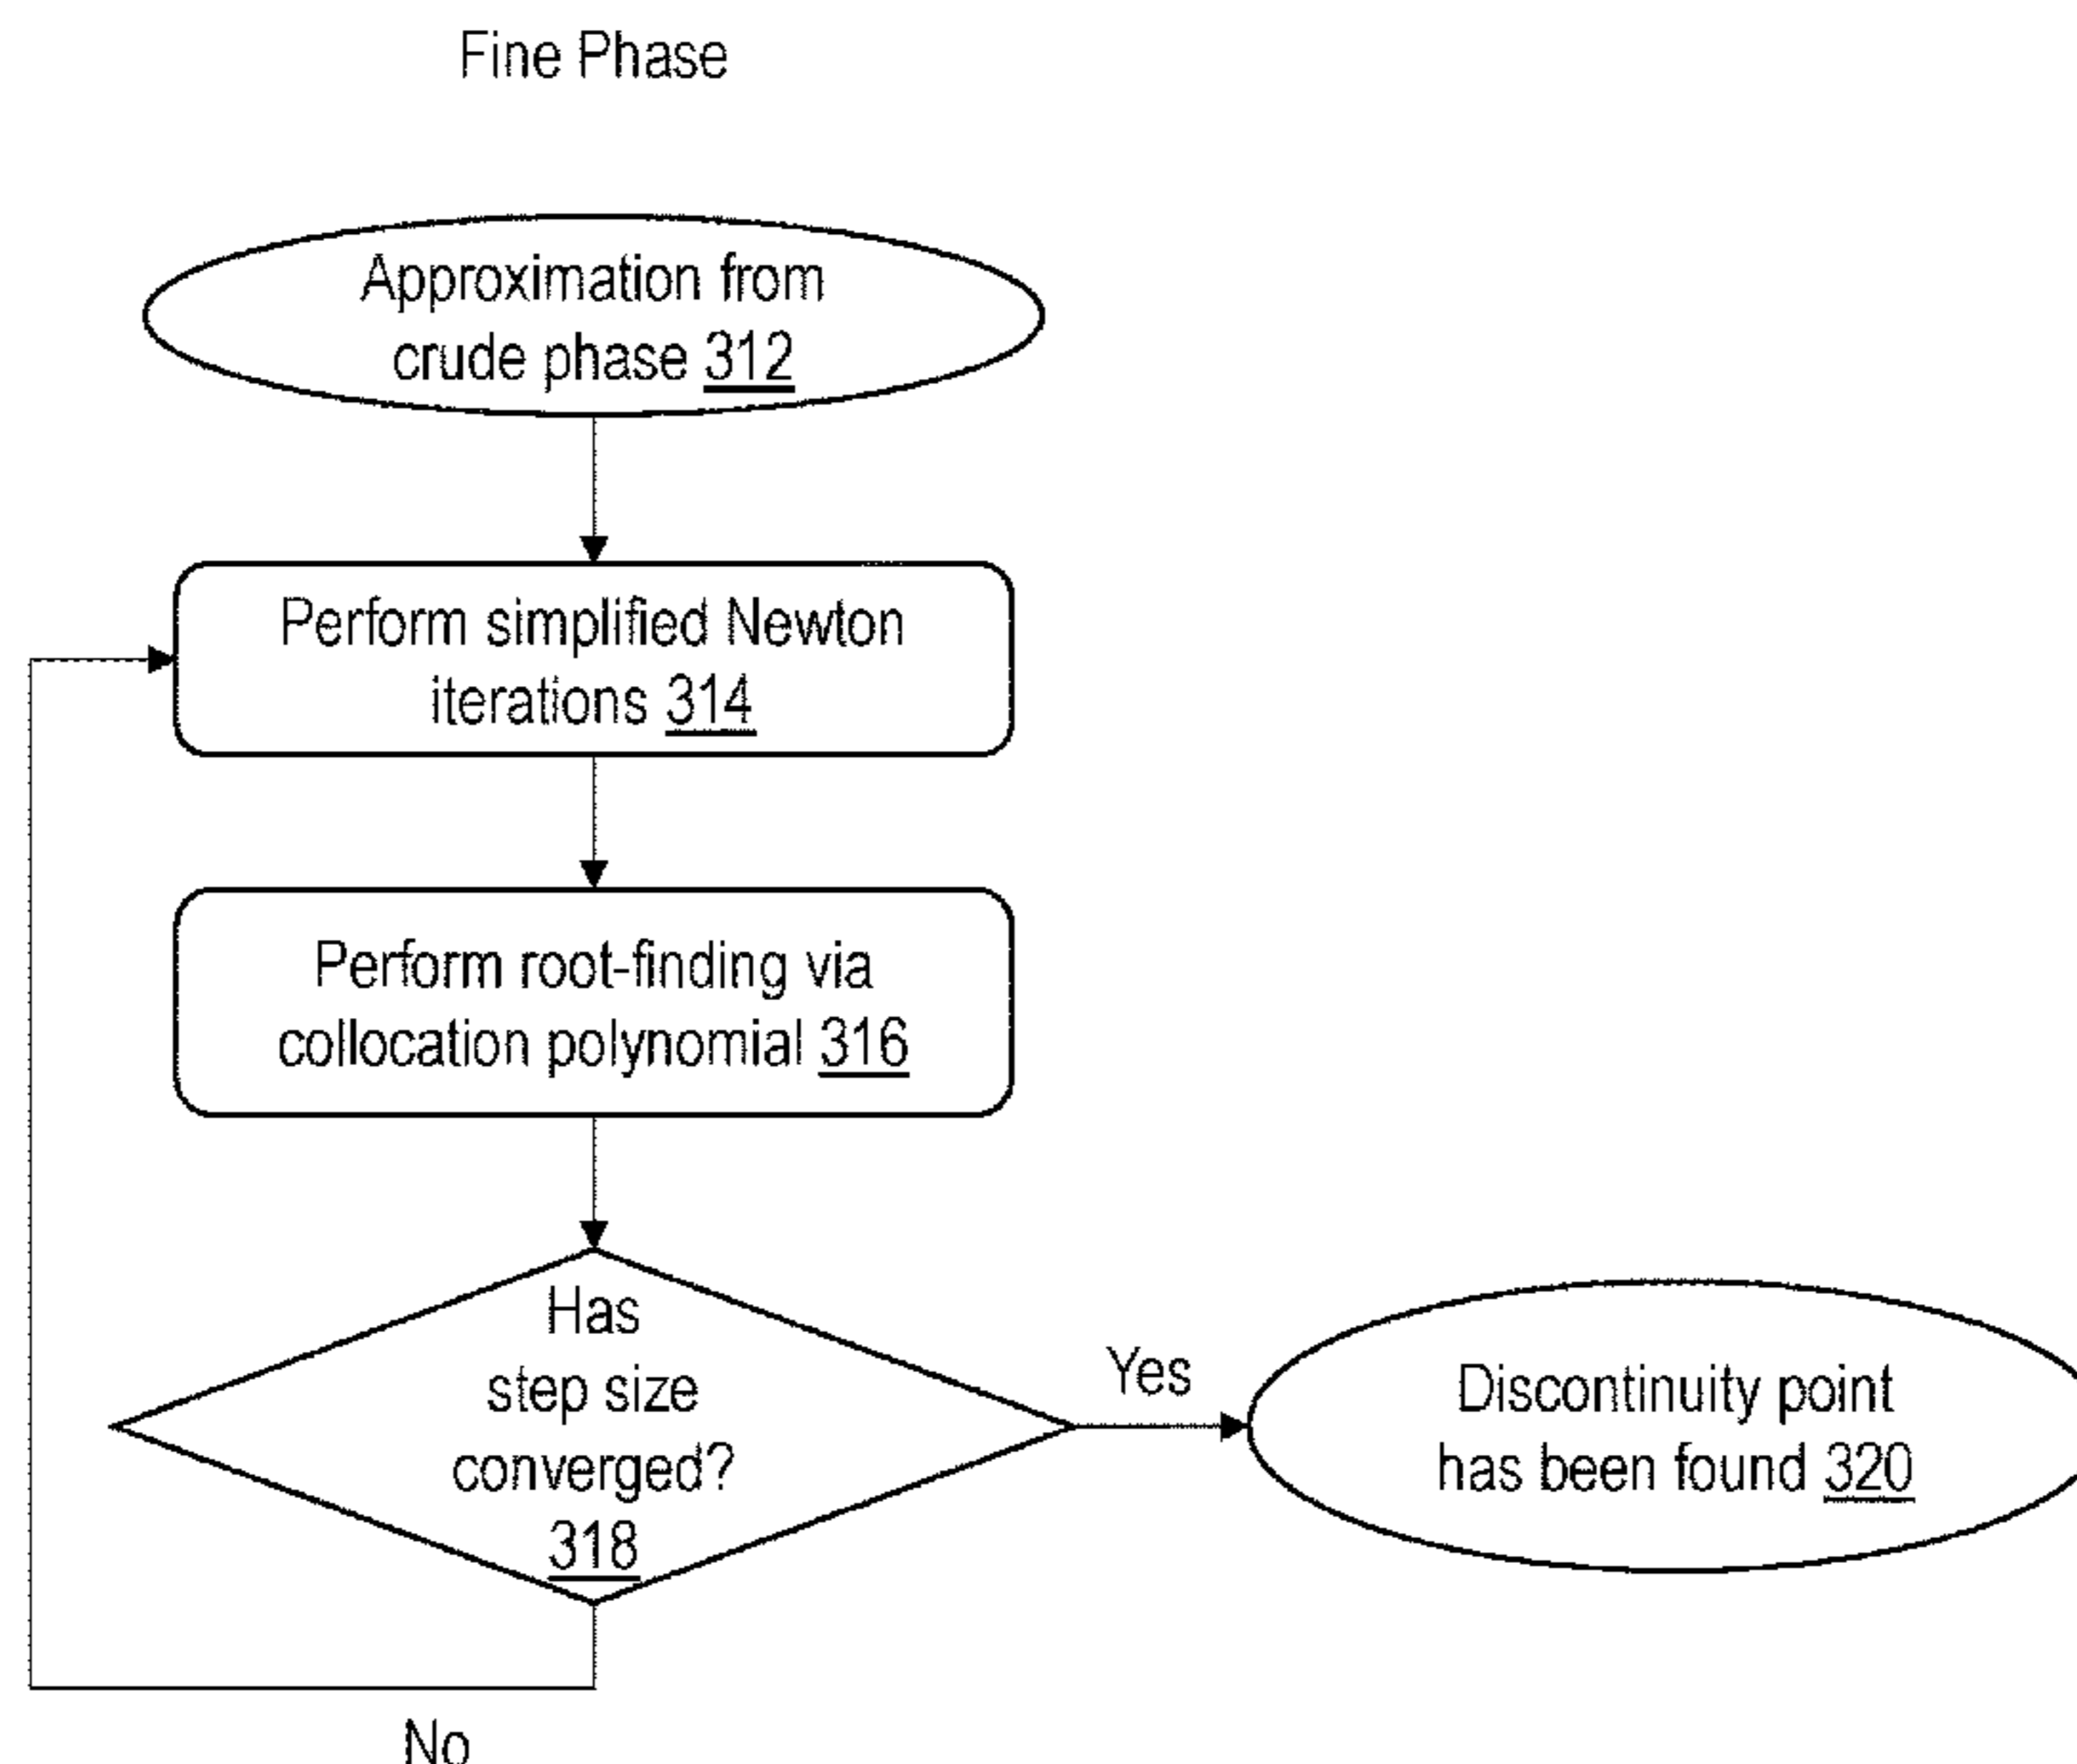 Fine Phase
Approximation from
crude phase 312
Perform simplified Newton
iterations 314
Perform root-finding via
collocation polynomial 316
Has
step size
converged?
318
Yes
Discontinuity point
has been found 320
No